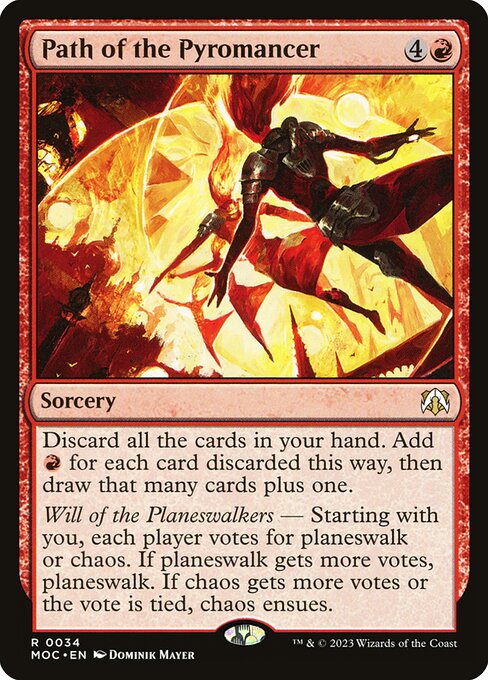 Path of the Pyromancer 4
Sorcery
Discard all the cards in your hand. Add
for each card discarded this way, then
draw that many cards plus one.
Will of the Planeswalkers — Starting with
you, each player votes for planeswalk
or chaos. If planeswalk gets more votes,
planeswalk. If chaos gets more votes or
the vote is tied, chaos ensues.
R 0034
MOC • EN DOMINIK MAYER
™ & © 2023 Wizards of the Coast